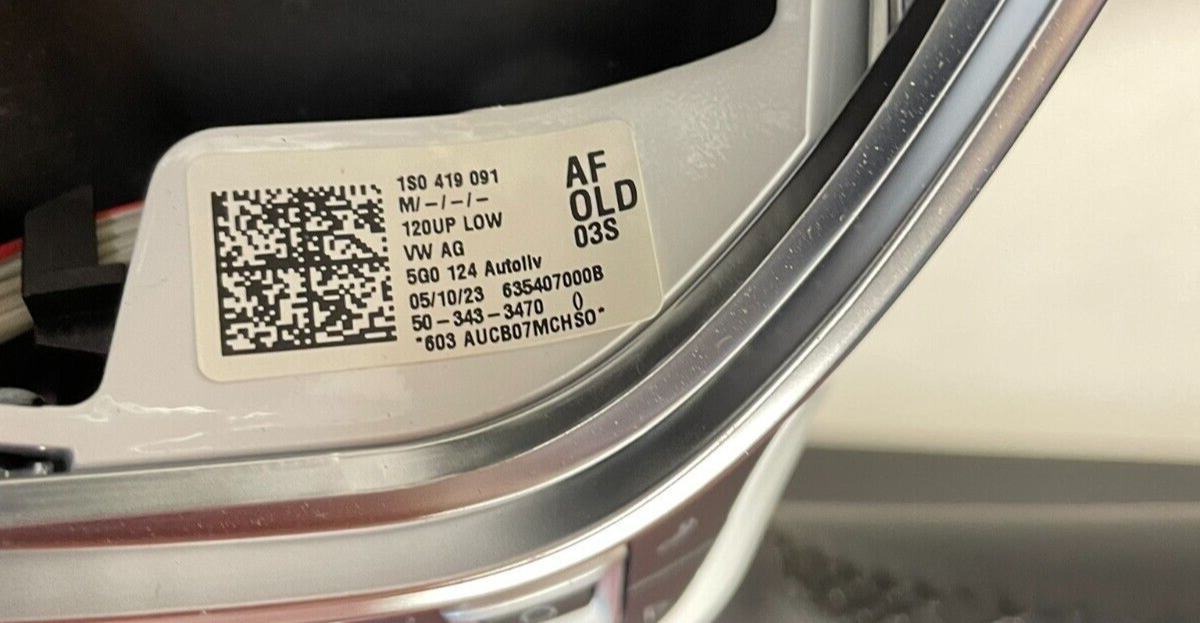 1S0 419 091
M/-/-/-
120UP LOW
VW AG
5G0 124 Autoliv
05/10/23 635407000B
50-343-3470 ()
*603 AUCB07MCHSO*
AF
OLD
03S